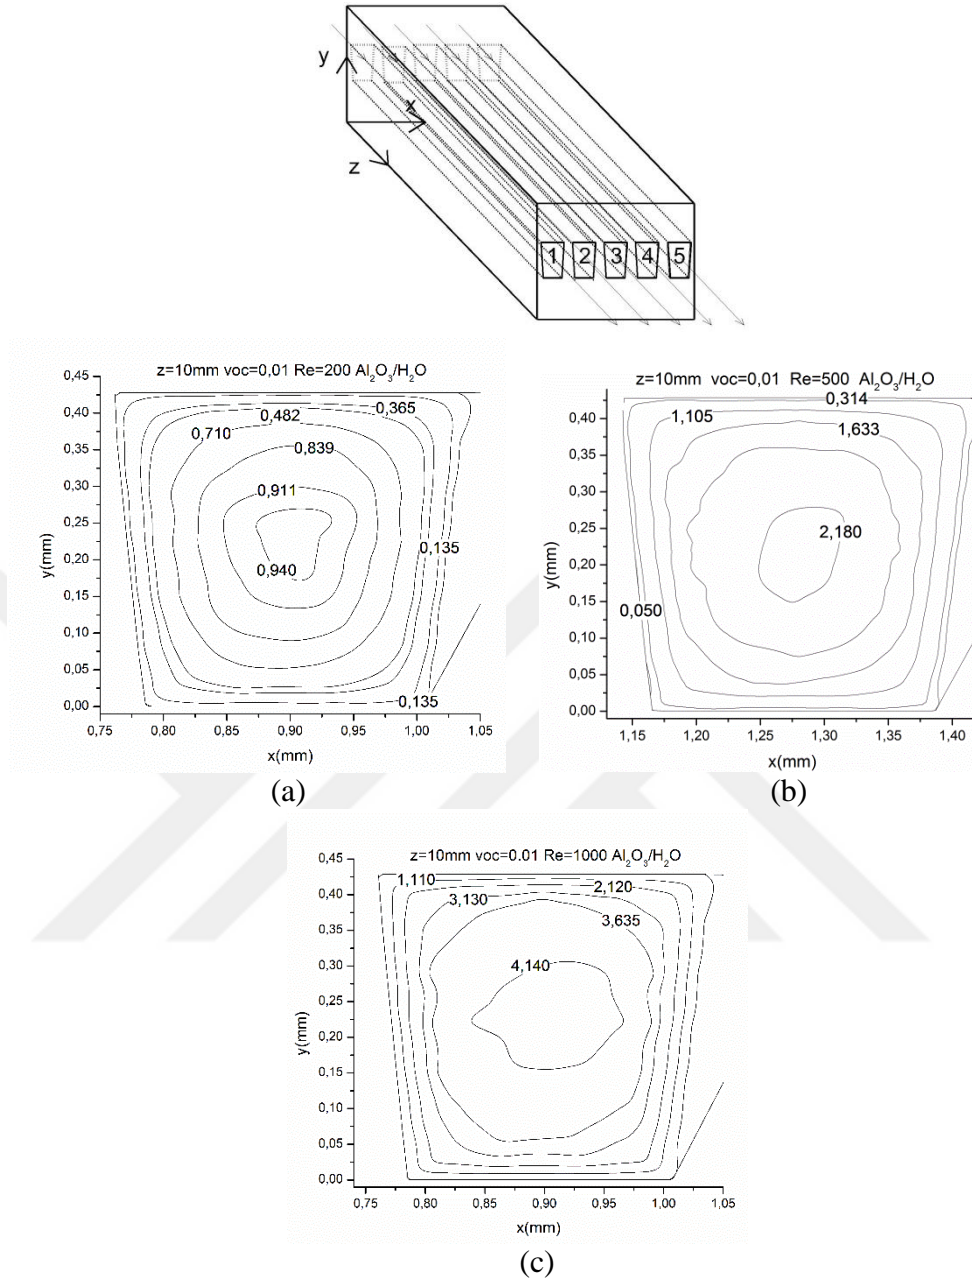 y
x
z
1 2 3 4 5
z=10mm voc=0,01 Re=200 Al₂O₃/H₂O
0,45
0,40
0,35
0,30
0,25
0,20
0,15
0,10
0,05
0,00
y(mm)
0,365
0,482
0,710
0,839
0,911
0,135
0,940
0,135
0,75 0,80 0,85 0,90 0,95 1,00 1,05
x(mm)
(a)
z=10mm voc=0,01 Re=500 Al₂O₃/H₂O
0,40
0,35
0,30
0,25
0,20
0,15
0,10
0,05
0,00
y(mm)
0,314
1,105
1,633
2,180
0,050
1,15 1,20 1,25 1,30 1,35 1,40
x(mm)
(b)
z=10mm voc=0.01 Re=1000 Al₂O₃/H₂O
0,45
0,40
0,35
0,30
0,25
0,20
0,15
0,10
0,05
0,00
y(mm)
1,110
2,120
3,130
3,635
4,140
0,75 0,80 0,85 0,90 0,95 1,00 1,05
x(mm)
(c)